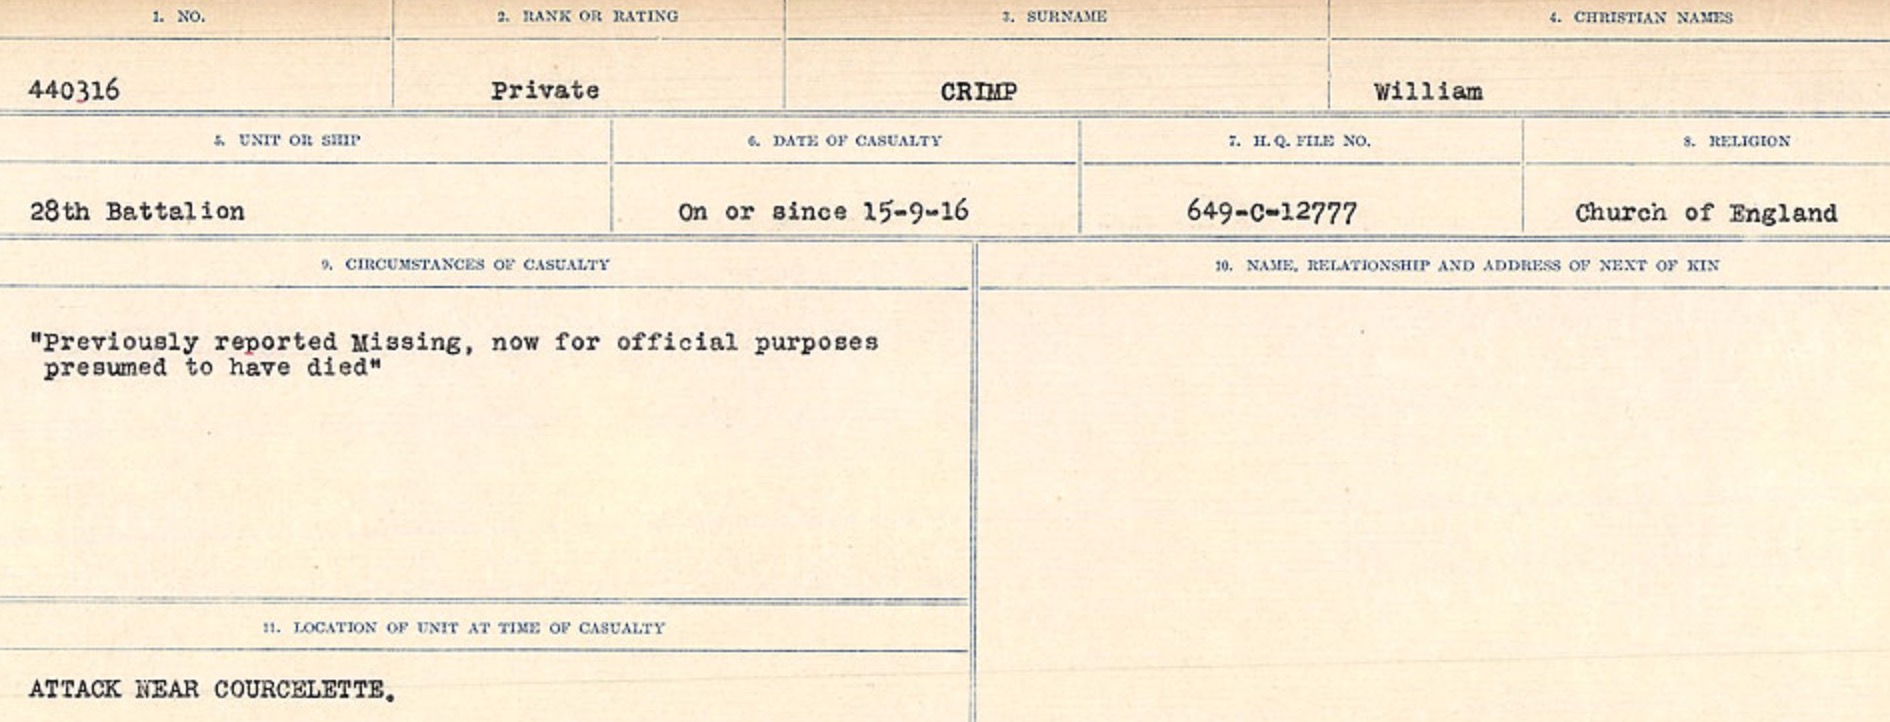 1. NO.
2. RANK OR RATING
3. SURNAME
4. CHRISTIAN NAMES
440316
Private
CRIMP
William
5. UNIT OR SHIP
6. DATE OF CASUALTY
7. H. Q. FILE NO.
8. RELIGION
28th Battalion
On or since 15-9-16
649-C-12777
Church of England
9. CIRCUMSTANCES OF CASUALTY
"Previously reported Missing, now for official purposes
presumed to have died"
10. NAME, RELATIONSHIP AND ADDRESS OF NEXT OF KIN
11. LOCATION OF UNIT AT TIME OF CASUALTY
ATTACK NEAR COURCELETTE.